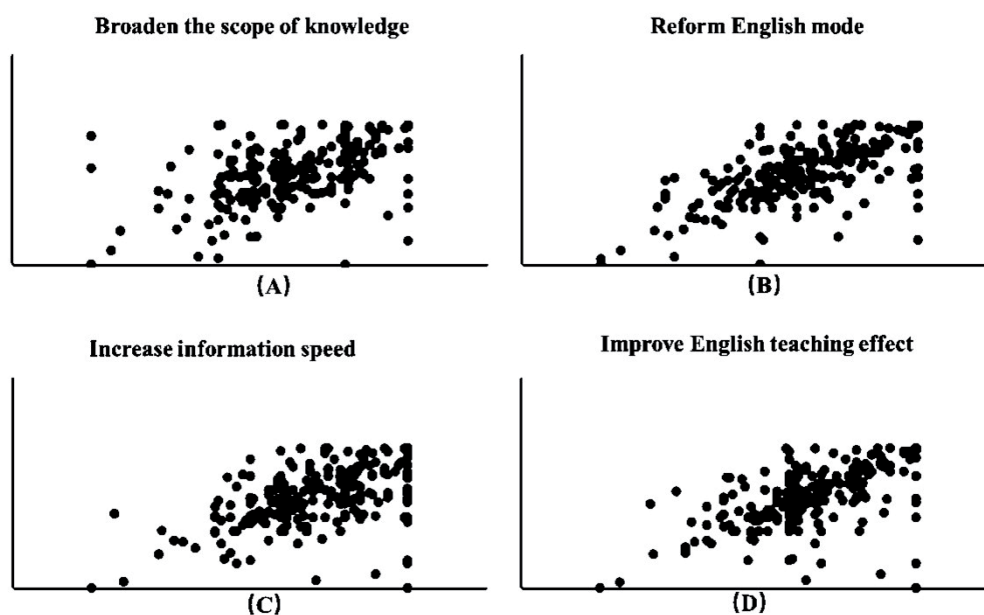 Broaden the scope of knowledge
Reform English mode
(A)
(B)
Increase information speed
Improve English teaching effect
(C)
(D)